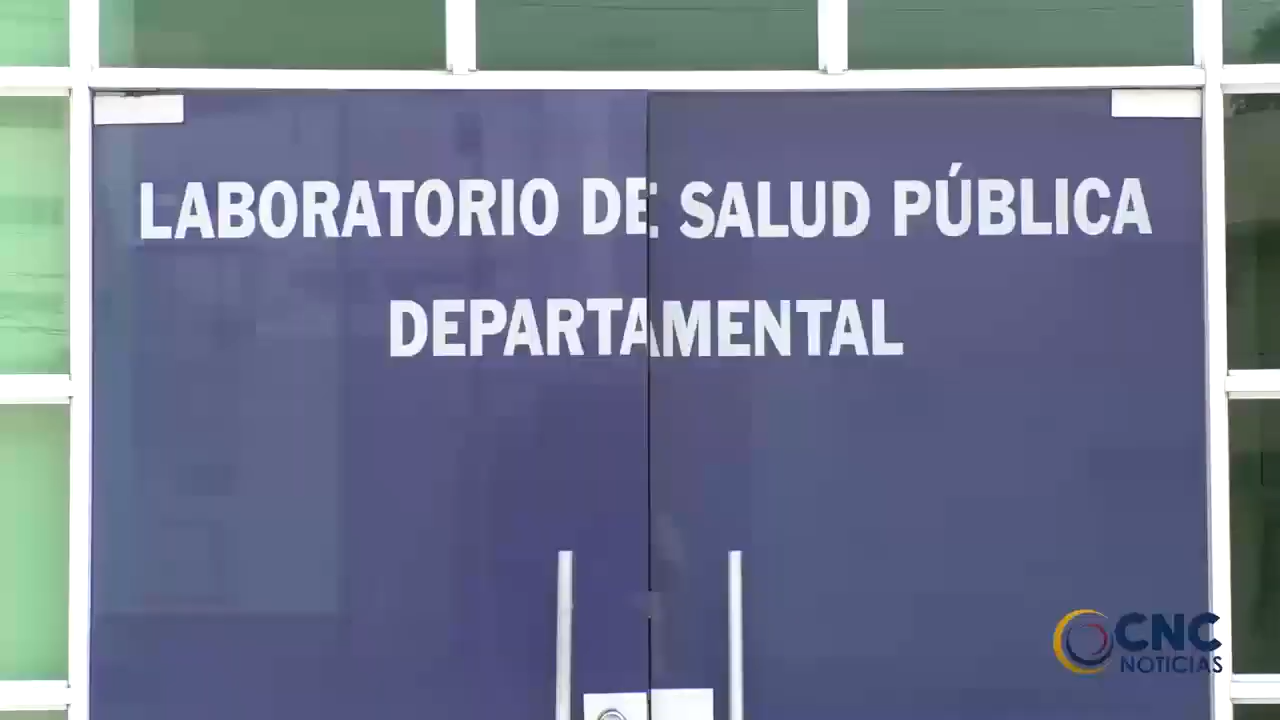 LABORATORIO DE SALUD PÚBLICA
DEPARTAMENTAL
CNC
NOTICIAS